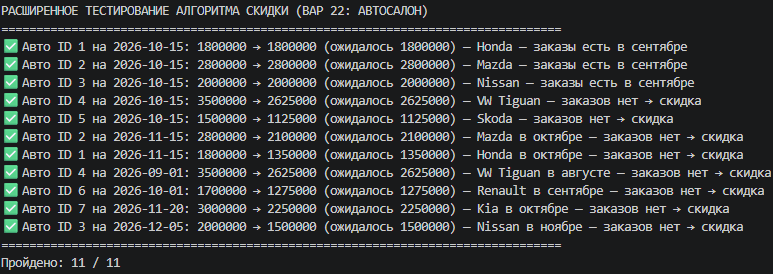 РАСШИРЕННОЕ ТЕСТИРОВАНИЕ АЛГОРИТМА СКИДКИ (ВАР 22: АВТОСАЛОН)
======================================================================
✅ Авто ID 1 на 2026-10-15: 1800000 → 1800000 (ожидалось 1800000) — Honda — заказы есть в сентябре
✅ Авто ID 2 на 2026-10-15: 2800000 → 2800000 (ожидалось 2800000) — Mazda — заказы есть в сентябре
✅ Авто ID 3 на 2026-10-15: 2000000 → 2000000 (ожидалось 2000000) — Nissan — заказы есть в сентябре
✅ Авто ID 4 на 2026-10-15: 3500000 → 2625000 (ожидалось 2625000) — VW Tiguan — заказов нет → скидка
✅ Авто ID 5 на 2026-10-15: 1500000 → 1125000 (ожидалось 1125000) — Skoda — заказов нет → скидка
✅ Авто ID 2 на 2026-11-15: 2800000 → 2100000 (ожидалось 2100000) — Mazda в октябре — заказов нет → скидка
✅ Авто ID 1 на 2026-11-15: 1800000 → 1350000 (ожидалось 1350000) — Honda в октябре — заказов нет → скидка
✅ Авто ID 4 на 2026-09-01: 3500000 → 2625000 (ожидалось 2625000) — VW Tiguan в августе — заказов нет → скидка
✅ Авто ID 6 на 2026-10-01: 1700000 → 1275000 (ожидалось 1275000) — Renault в сентябре — заказов нет → скидка
✅ Авто ID 7 на 2026-11-20: 3000000 → 2250000 (ожидалось 2250000) — Kia в октябре — заказов нет → скидка
✅ Авто ID 3 на 2026-12-05: 2000000 → 1500000 (ожидалось 1500000) — Nissan в ноябре — заказов нет → скидка
======================================================================
Пройдено: 11 / 11